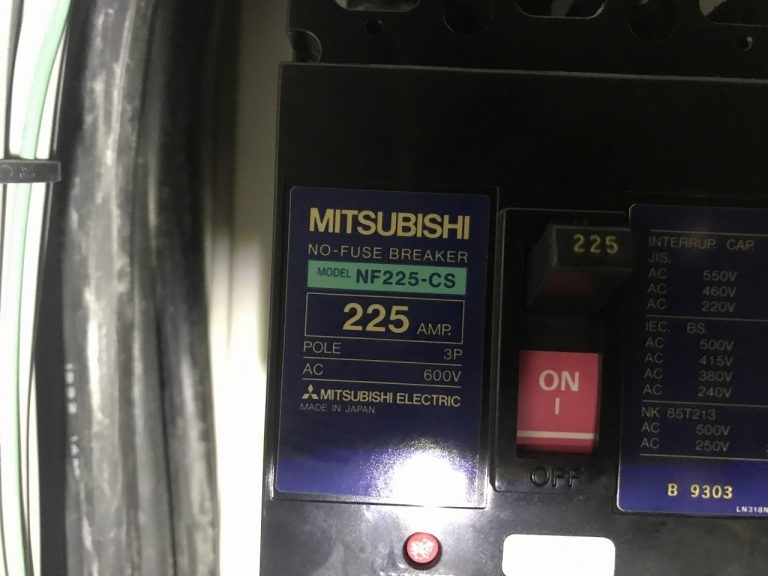 MITSUBISHI
NO-FUSE BREAKER
MODEL NF225-CS
225 AMP.
POLE 3P
AC 600V
MITSUBISHI ELECTRIC
MADE IN JAPAN
225
ON
I
OFF
INTERRUP. CAP.
JIS.
AC 550V
AC 460V
AC 220V
IEC. BS.
AC 500V
AC 415V
AC 380V
AC 240V
NK 85T213
AC 500V
AC 250V
B 9303
LN318N